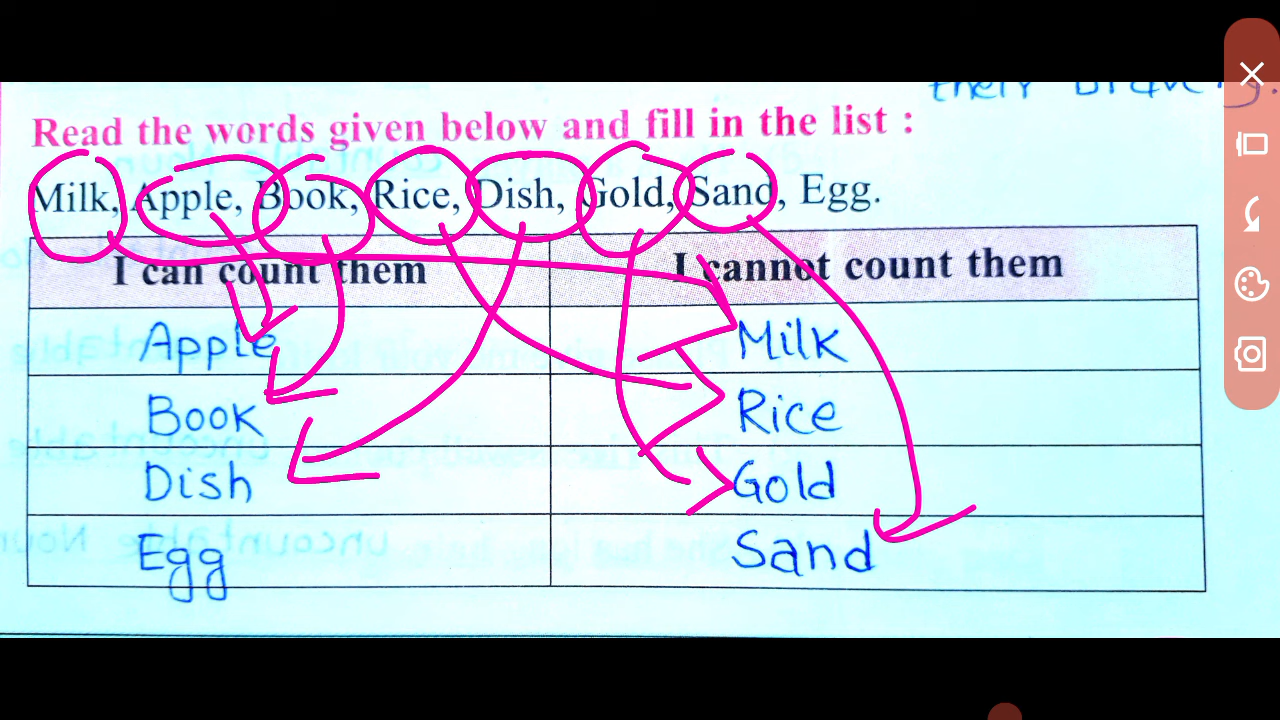 their
Read the words given below and fill in the list :
Milk, Apple, Book, Rice, Dish, Gold, Sand, Egg.
I can count them I cannot count them
Apple Milk
Book Rice
Dish Gold
Egg Sand